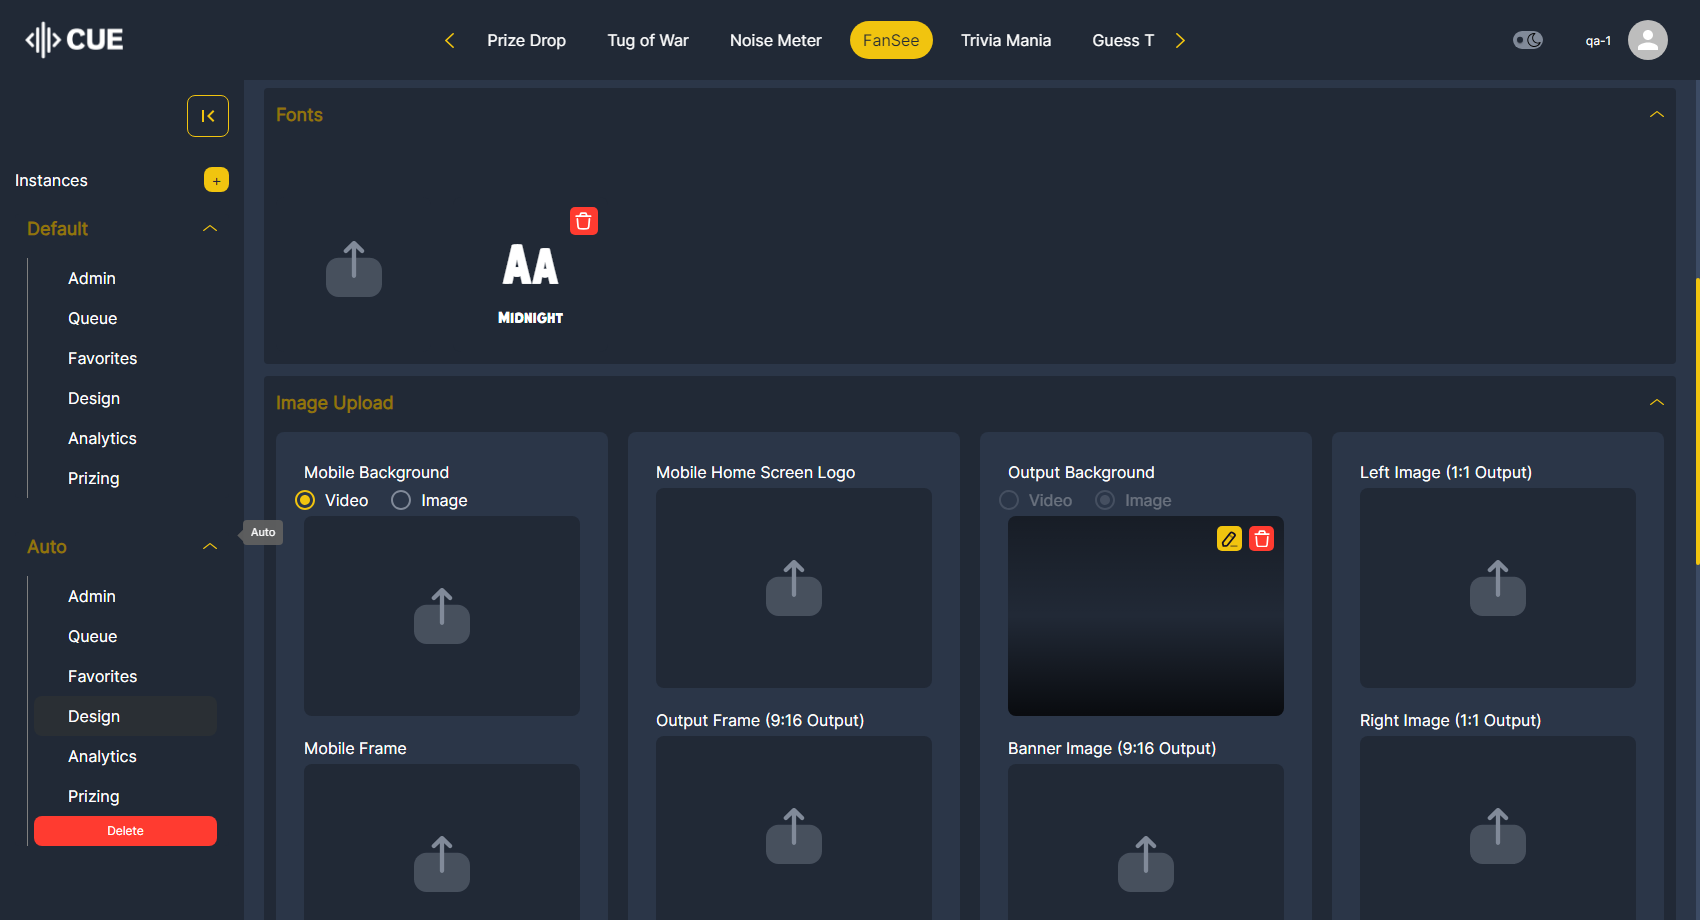 CUE
Prize Drop
Tug of War
Noise Meter
FanSee
Trivia Mania
Guess T
qa-1
Instances
+
Default
Admin
Queue
Favorites
Design
Analytics
Prizing
Auto
Auto
Admin
Queue
Favorites
Design
Analytics
Prizing
Delete
Fonts
AA
MIDNIGHT
Image Upload
Mobile Background
Video Image
Mobile Frame
Mobile Home Screen Logo
Output Frame (9:16 Output)
Output Background
Video Image
Banner Image (9:16 Output)
Left Image (1:1 Output)
Right Image (1:1 Output)